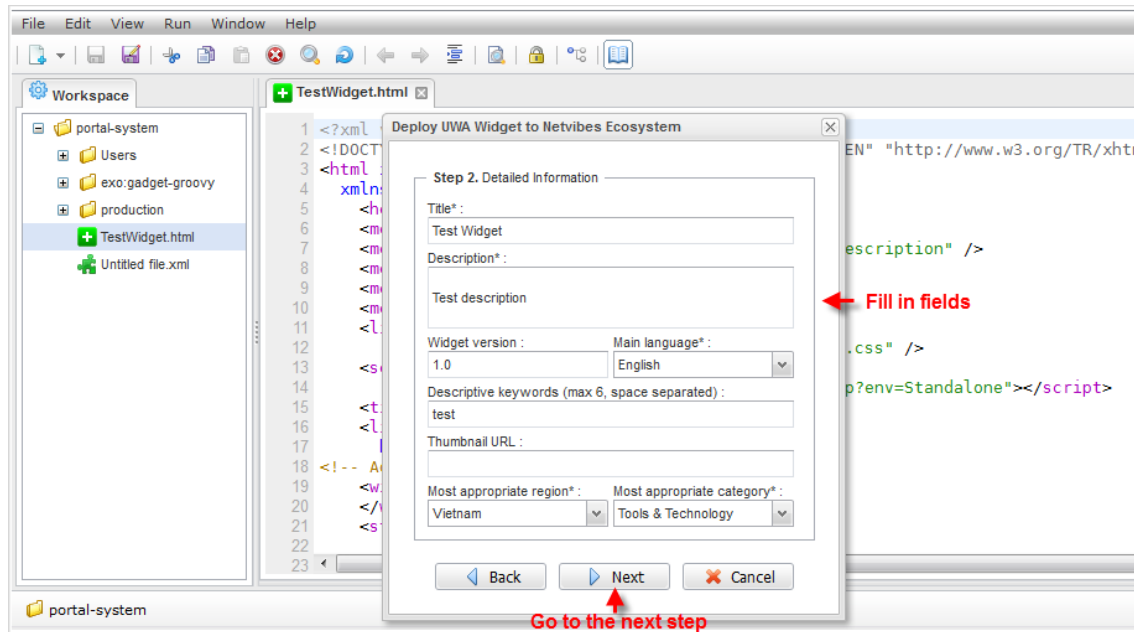 File Edit View Run Window Help
Workspace
TestWidget.html
portal-system
Users
exo:gadget-groovy
production
TestWidget.html
Untitled file.xml
1 <?xml
2 <!DOCT EN" "http://www.w3.org/TR/xht
3 <html
4 xmln
5 <h
6 <m
7 <m escription" />
8 <m
9 <m
10 <m
11 <l
12 .css" />
13 <s
14 p?env=Standalone"></script>
15 <t
16 <l
17
18 <!-- A
19 <w
20 </
21 <s
22
23
Deploy UWA Widget to Netvibes Ecosystem
Step 2. Detailed Information
Title* :
Test Widget
Description* :
Test description
Widget version : Main language* :
1.0 English
Descriptive keywords (max 6, space separated) :
test
Thumbnail URL :
Most appropriate region* : Most appropriate category* :
Vietnam Tools & Technology
Back Next Cancel
Fill in fields
Go to the next step
portal-system